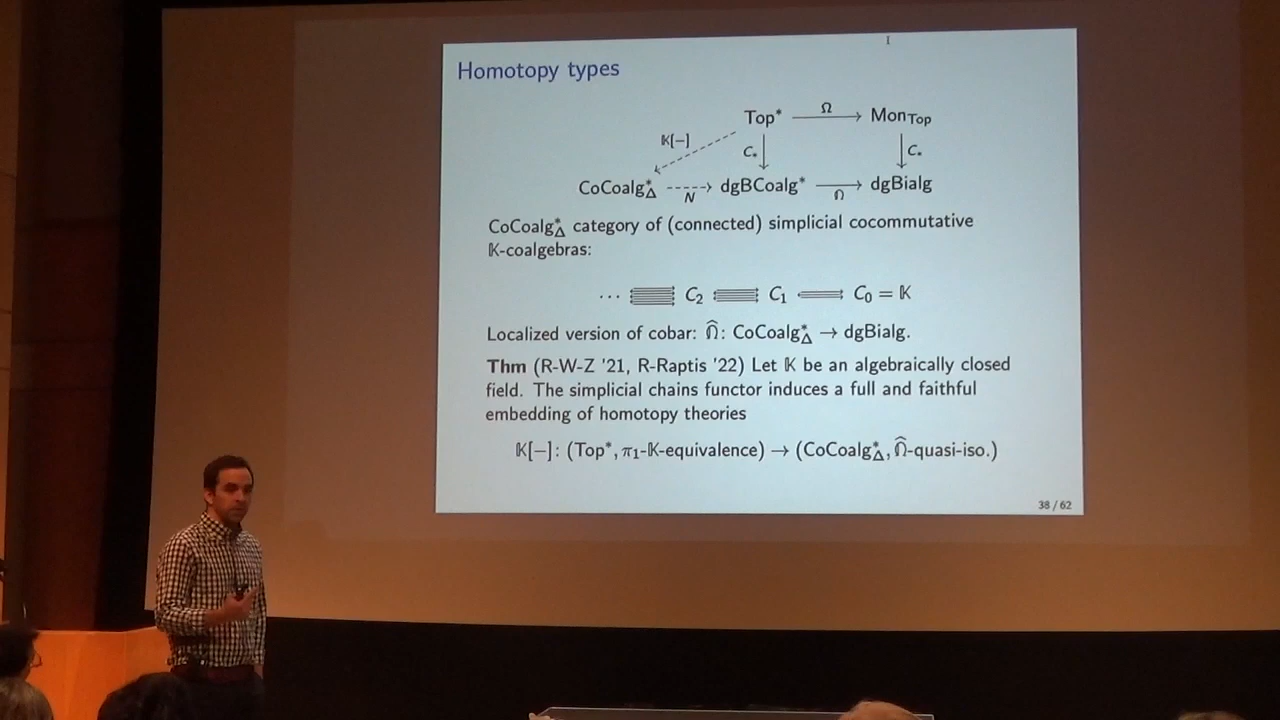 Homotopy types
Top* Ω Mon_Top
𝕂[−] C_* C_*
CoCoalg*_Δ N dgBCoalg* Ω dgBialg
CoCoalg*_Δ category of (connected) simplicial cocommutative
𝕂-coalgebras:
⋯ C₂ C₁ C₀ = 𝕂
Localized version of cobar: Ω̂: CoCoalg*_Δ → dgBialg.
Thm (R-W-Z '21, R-Raptis '22) Let 𝕂 be an algebraically closed
field. The simplicial chains functor induces a full and faithful
embedding of homotopy theories
𝕂[−]: (Top*, π₁-𝕂-equivalence) → (CoCoalg*_Δ, Ω̂-quasi-iso.)
38 / 62